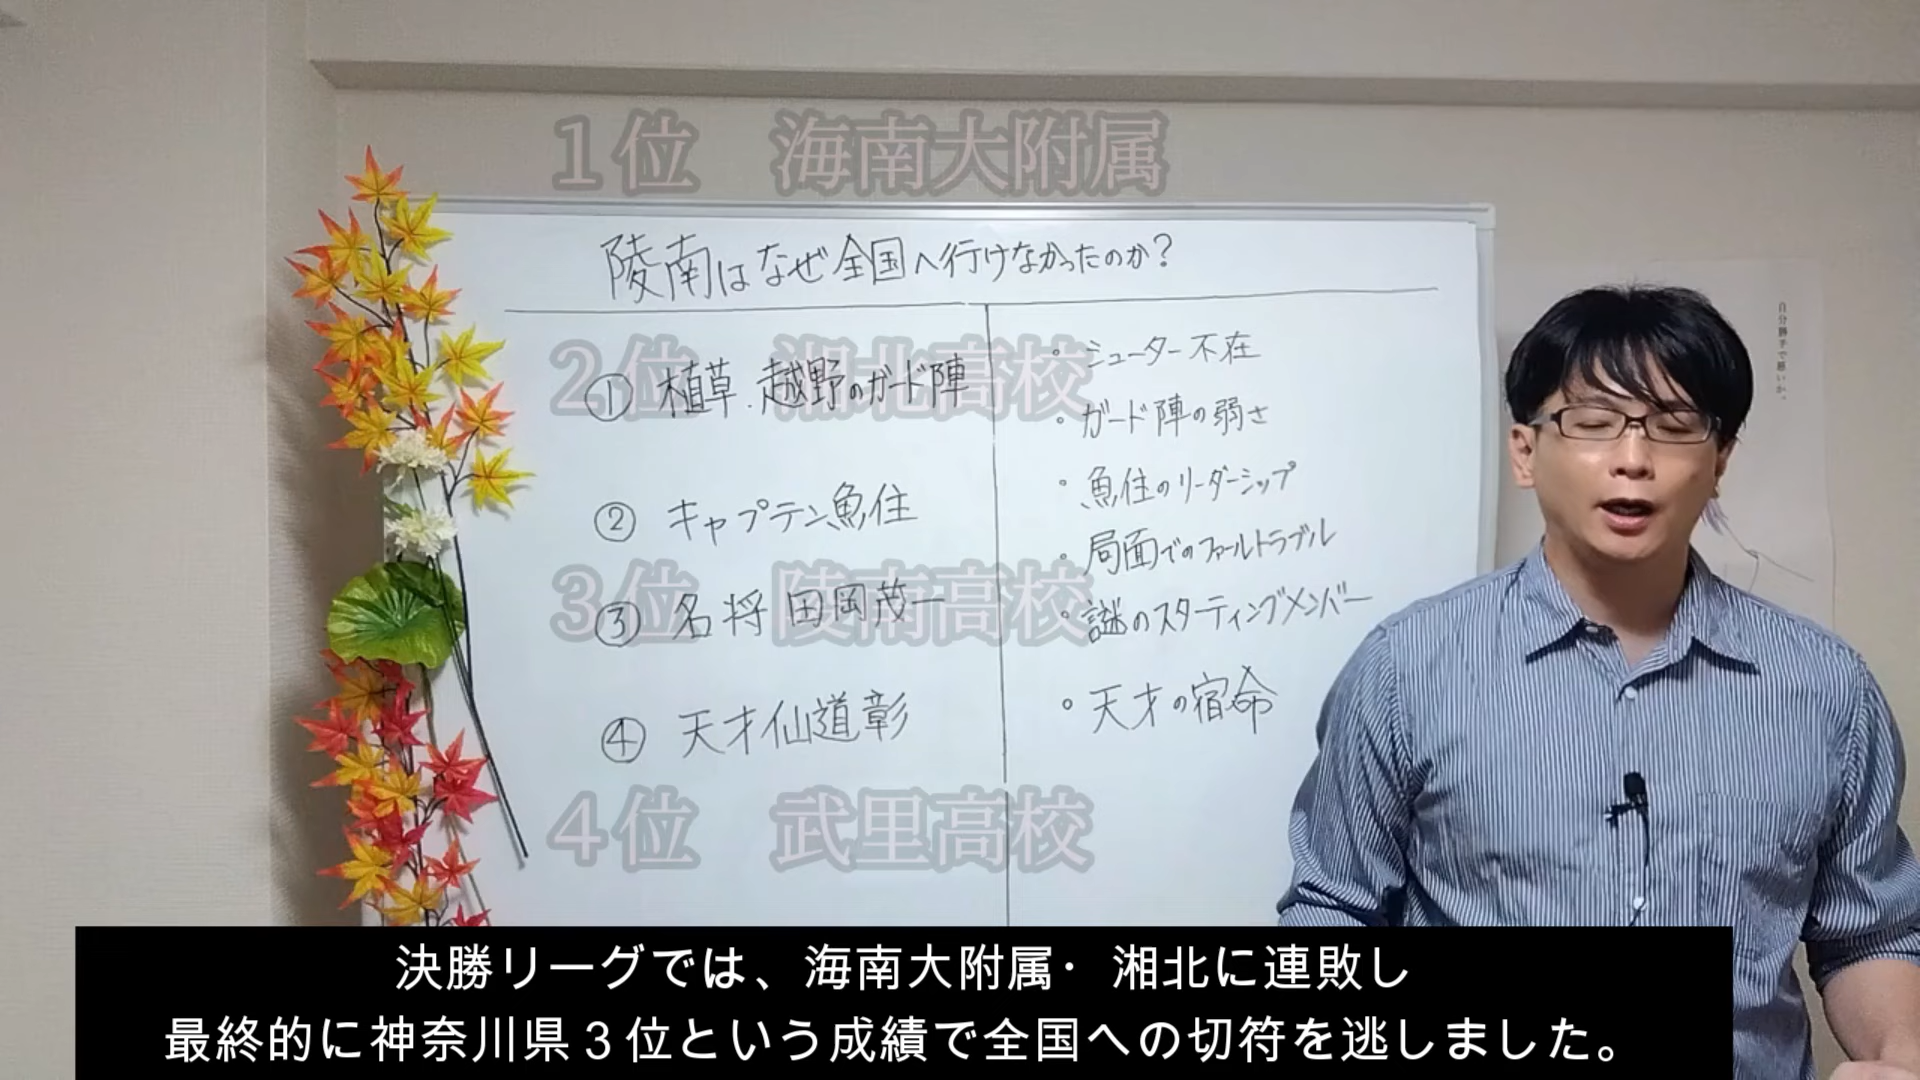 1位 海南大附属
陵南はなぜ全国へ行けなかったのか?
2位 湘北高校
① 植草.越野のガード陣
② キャプテン魚住
3位 陵南高校
③ 名将 田岡茂一
④ 天才仙道彰
4位 武里高校
・シューター不在
・ガード陣の弱さ
・魚住のリーダーシップ
・局面でのファールトラブル
・謎のスターティングメンバー
・天才の宿命
自分勝手で悪いか。
決勝リーグでは、海南大附属・湘北に連敗し
最終的に神奈川県3位という成績で全国への切符を逃しました。